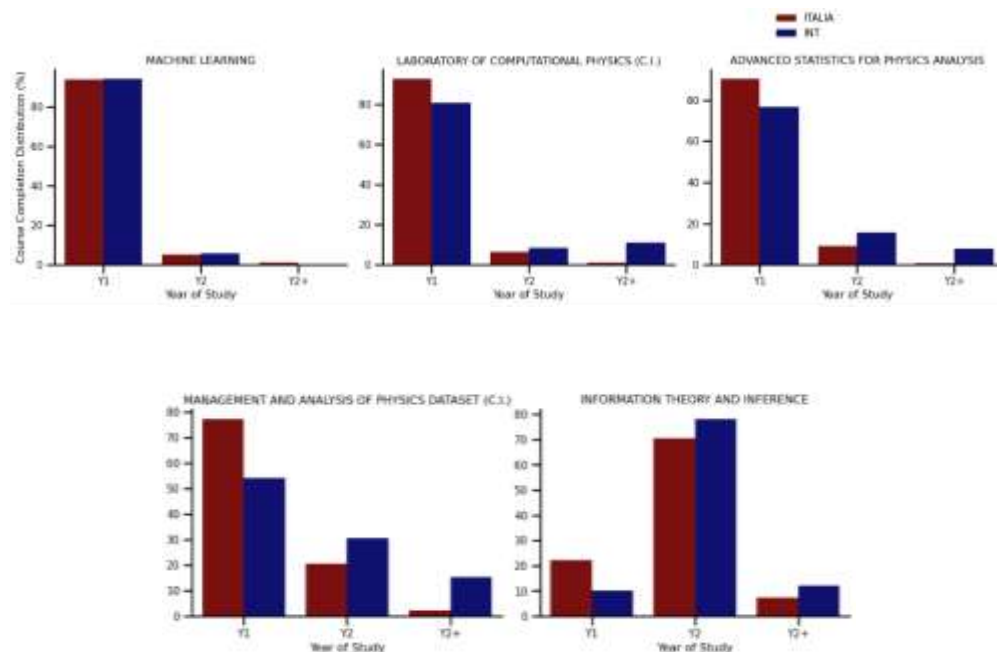 ITALIA
INT
MACHINE LEARNING
LABORATORY OF COMPUTATIONAL PHYSICS (C.I.)
ADVANCED STATISTICS FOR PHYSICS ANALYSIS
Course Completion Distribution (%)
80
60
40
20
0
Y1 Y2 Y2+
Year of Study
80
60
40
20
0
Y1 Y2 Y2+
Year of Study
80
60
40
20
0
Y1 Y2 Y2+
Year of Study
MANAGEMENT AND ANALYSIS OF PHYSICS DATASET (C.I.)
INFORMATION THEORY AND INFERENCE
80
70
60
50
40
30
20
10
0
Y1 Y2 Y2+
Year of Study
80
70
60
50
40
30
20
10
0
Y1 Y2 Y2+
Year of Study